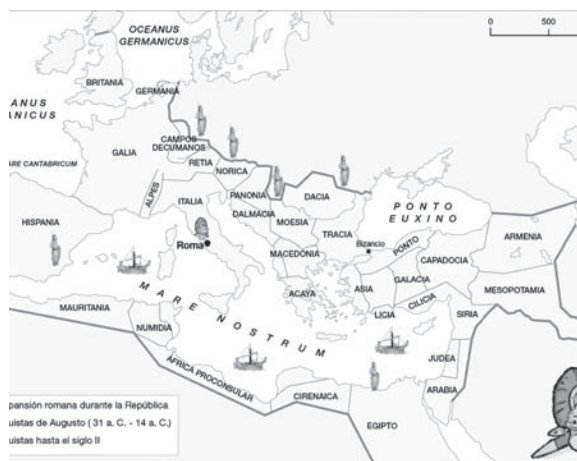 OCEANUS
GERMANICUS
0 500
BRITANIA
GERMANIA
ANUS
ANICUS
GALIA
CAMPOS
DECUMANOS
MARE CANTABRICUM
RETIA
NORICA
ALPES
PANONIA
DACIA
ITALIA
DALMACIA
MOESIA
PONTO
EUXINO
HISPANIA
Roma
TRACIA
Bizancio
PONTO
ARMENIA
MACEDONIA
CAPADOCIA
GALACIA
ASIA
ACAYA
MESOPOTAMIA
CILICIA
LICIA
SIRIA
MAURITANIA
MARE NOSTRUM
NUMIDIA
JUDEA
AFRICA PROCONSULAR
ARABIA
CIRENAICA
EGIPTO
pansión romana durante la República
uistas de Augusto (31 a. C. - 14 a. C.)
uistas hasta el siglo II